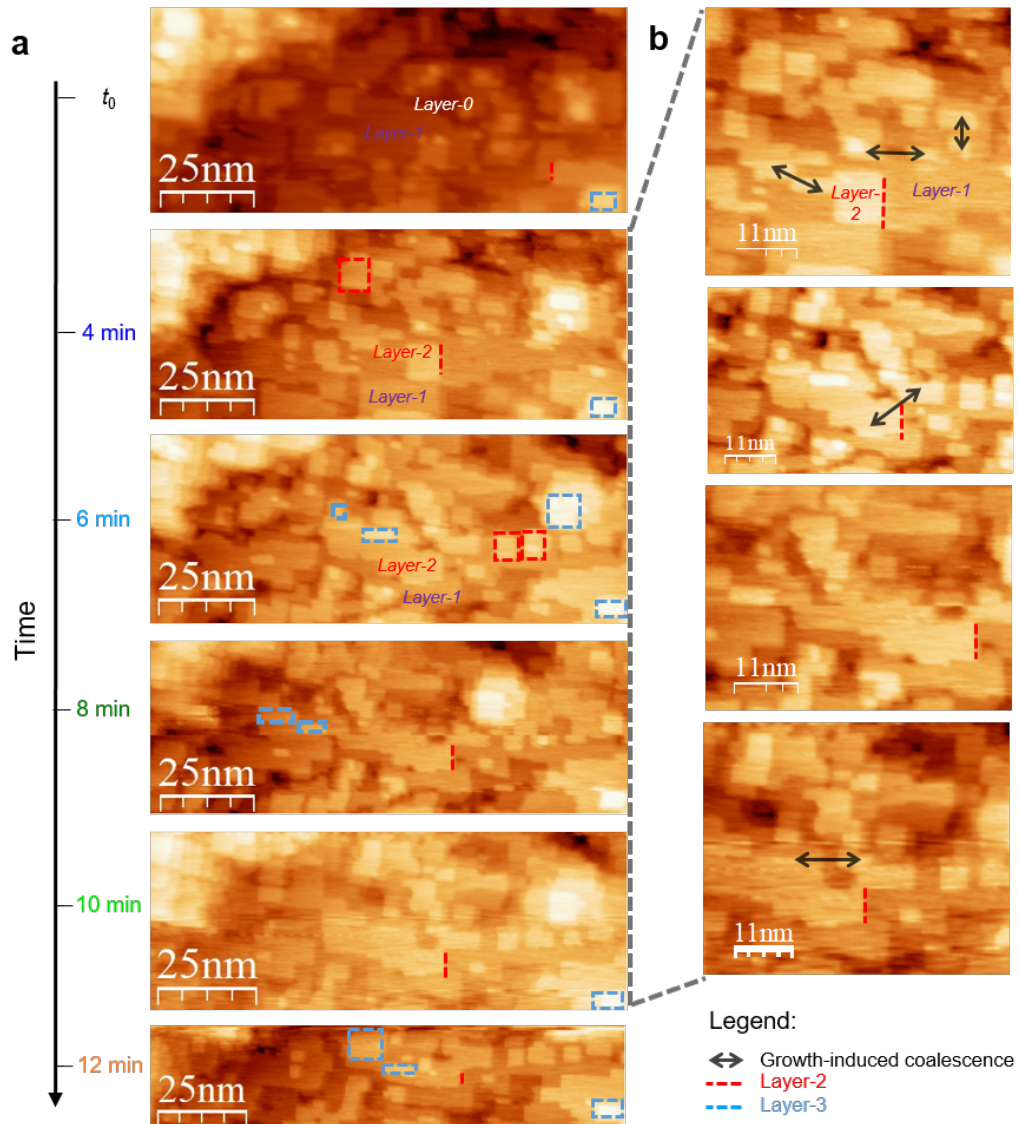 a
Time
t0
Layer-0
Layer-1
25nm
4 min
Layer-2
Layer-1
25nm
6 min
Layer-2
Layer-1
25nm
8 min
25nm
10 min
25nm
12 min
25nm
b
Layer-
2
Layer-1
11nm
11nm
11nm
11nm
Legend:
Growth-induced coalescence
Layer-2
Layer-3